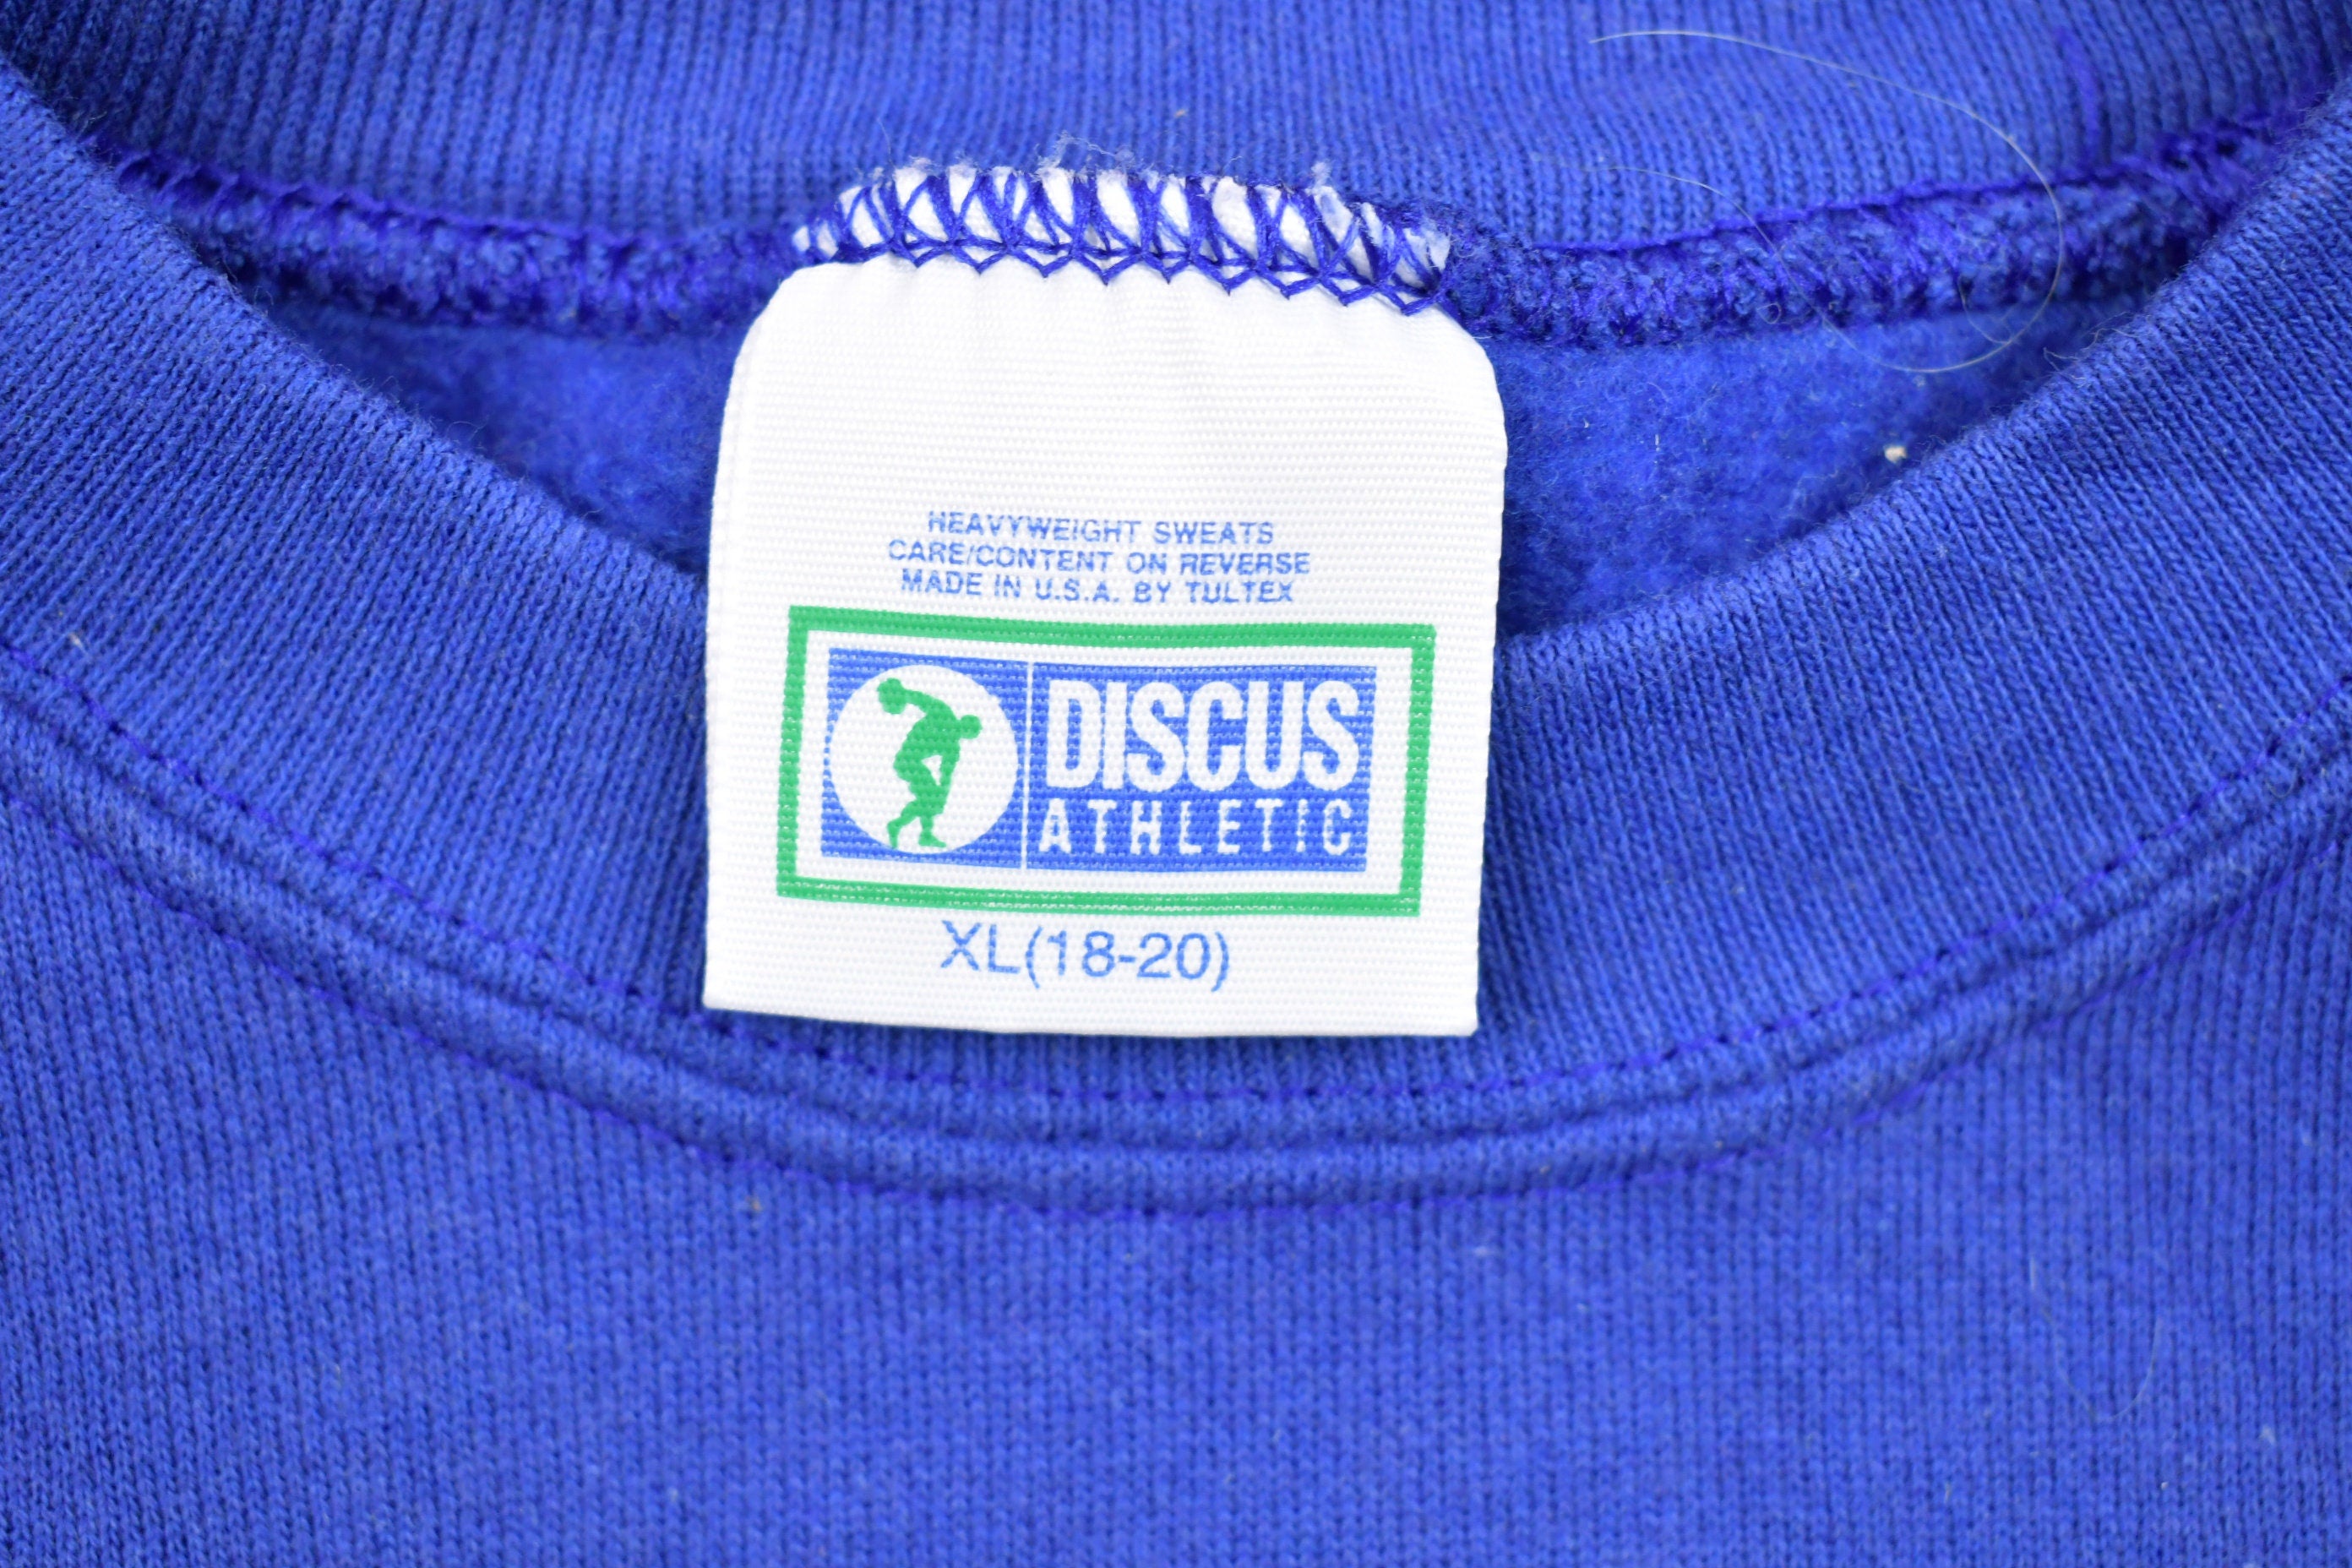 HEAVYWEIGHT SWEATS
CARE/CONTENT ON REVERSE
MADE IN U.S.A. BY TULTEX
DISCUS
ATHLETIC
XL(18-20)